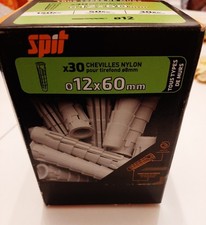 spit
x30 CHEVILLES NYLON
pour tirefond ø8mm
ø12x60mm
TOUS TYPES
DE MURS
ø12